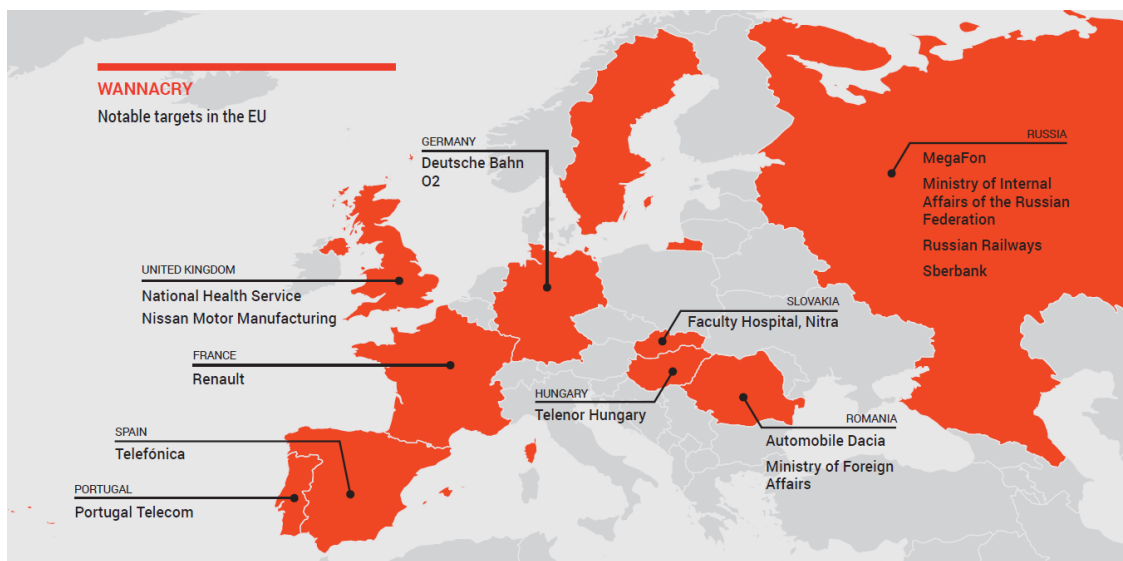 WANNACRY
Notable targets in the EU
GERMANY
Deutsche Bahn
O2
RUSSIA
MegaFon
Ministry of Internal
Affairs of the Russian
Federation
Russian Railways
Sberbank
UNITED KINGDOM
National Health Service
Nissan Motor Manufacturing
SLOVAKIA
Faculty Hospital, Nitra
FRANCE
Renault
HUNGARY
Telenor Hungary
ROMANIA
Automobile Dacia
Ministry of Foreign
Affairs
SPAIN
Telefónica
PORTUGAL
Portugal Telecom